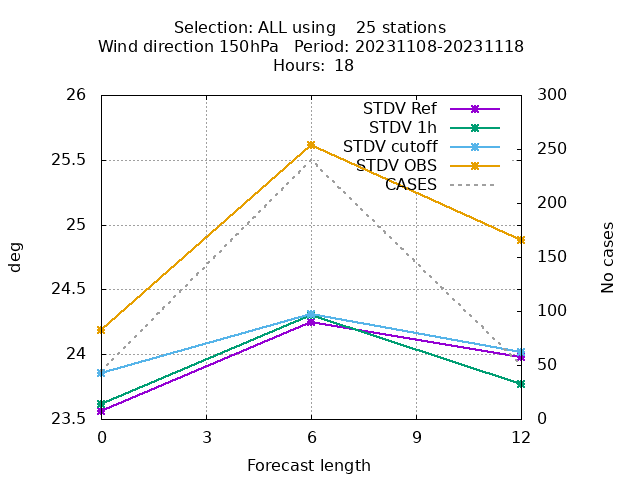 Selection: ALL using    25 stations
Wind direction 150hPa   Period: 20231108-20231118
Hours:  18
26
25.5
25
24.5
24
23.5
300
250
200
150
100
50
0
0
3
6
9
12
STDV Ref
STDV 1h
STDV cutoff
STDV OBS
CASES
deg
No cases
Forecast length